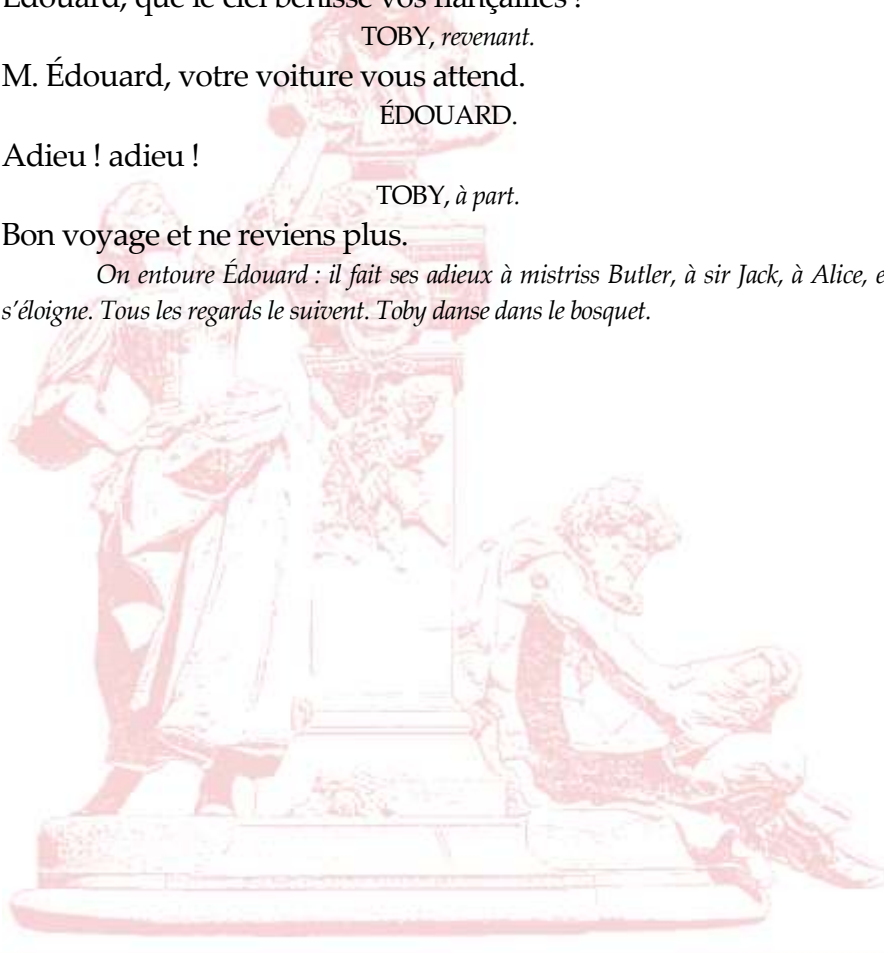 Édouard, que le ciel bénisse vos fiançailles !
TOBY, revenant.
M. Édouard, votre voiture vous attend.
ÉDOUARD.
Adieu ! adieu !
TOBY, à part.
Bon voyage et ne reviens plus.
On entoure Édouard : il fait ses adieux à mistriss Butler, à sir Jack, à Alice, e
s’éloigne. Tous les regards le suivent. Toby danse dans le bosquet.